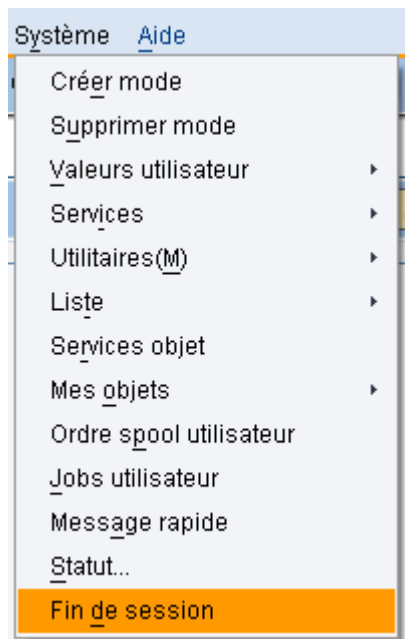 Système Aide
Créer mode
Supprimer mode
Valeurs utilisateur
Services
Utilitaires(M)
Liste
Services objet
Mes objets
Ordre spool utilisateur
Jobs utilisateur
Message rapide
Statut...
Fin de session